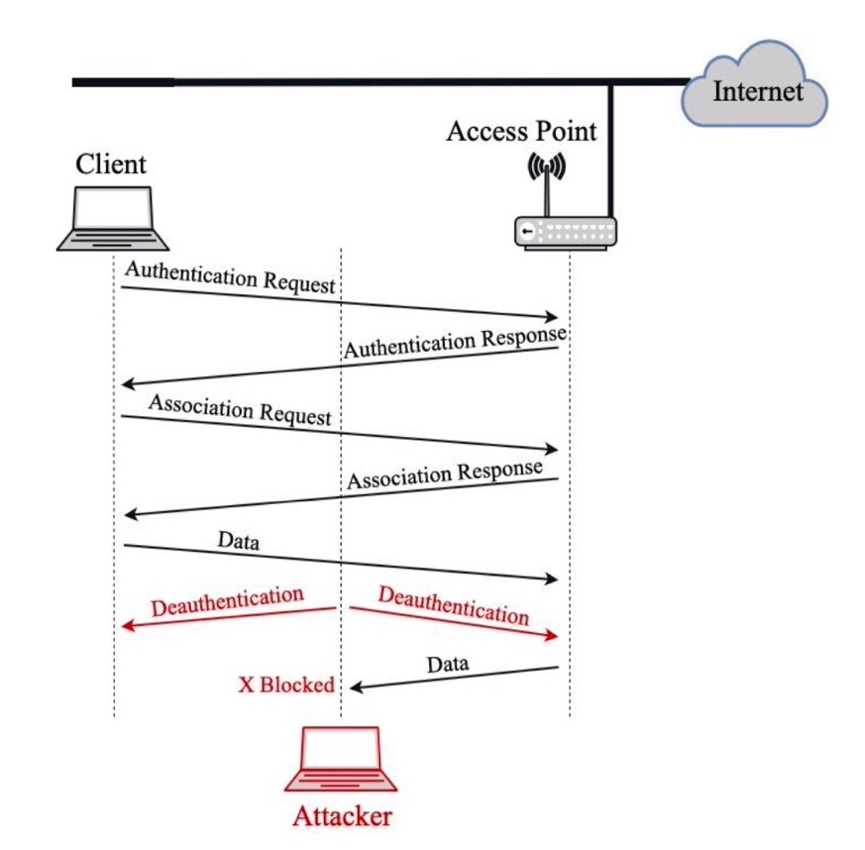 Internet
Access Point
Client
Authentication Request
Authentication Response
Association Request
Association Response
Data
Deauthentication
Deauthentication
Data
X Blocked
Attacker